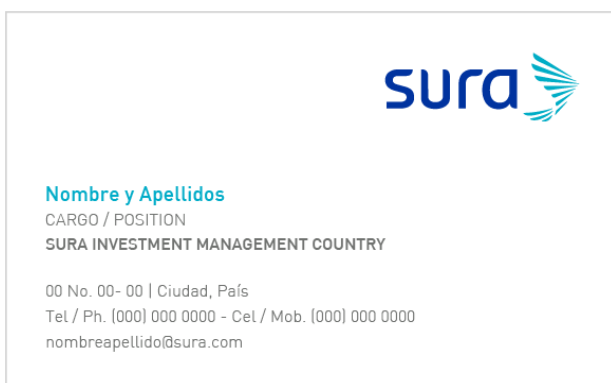 sura
Nombre y Apellidos
CARGO / POSITION
SURA INVESTMENT MANAGEMENT COUNTRY
00 No. 00- 00 | Ciudad, País
Tel / Ph. (000) 000 0000 - Cel / Mob. (000) 000 0000
nombreapellido@sura.com